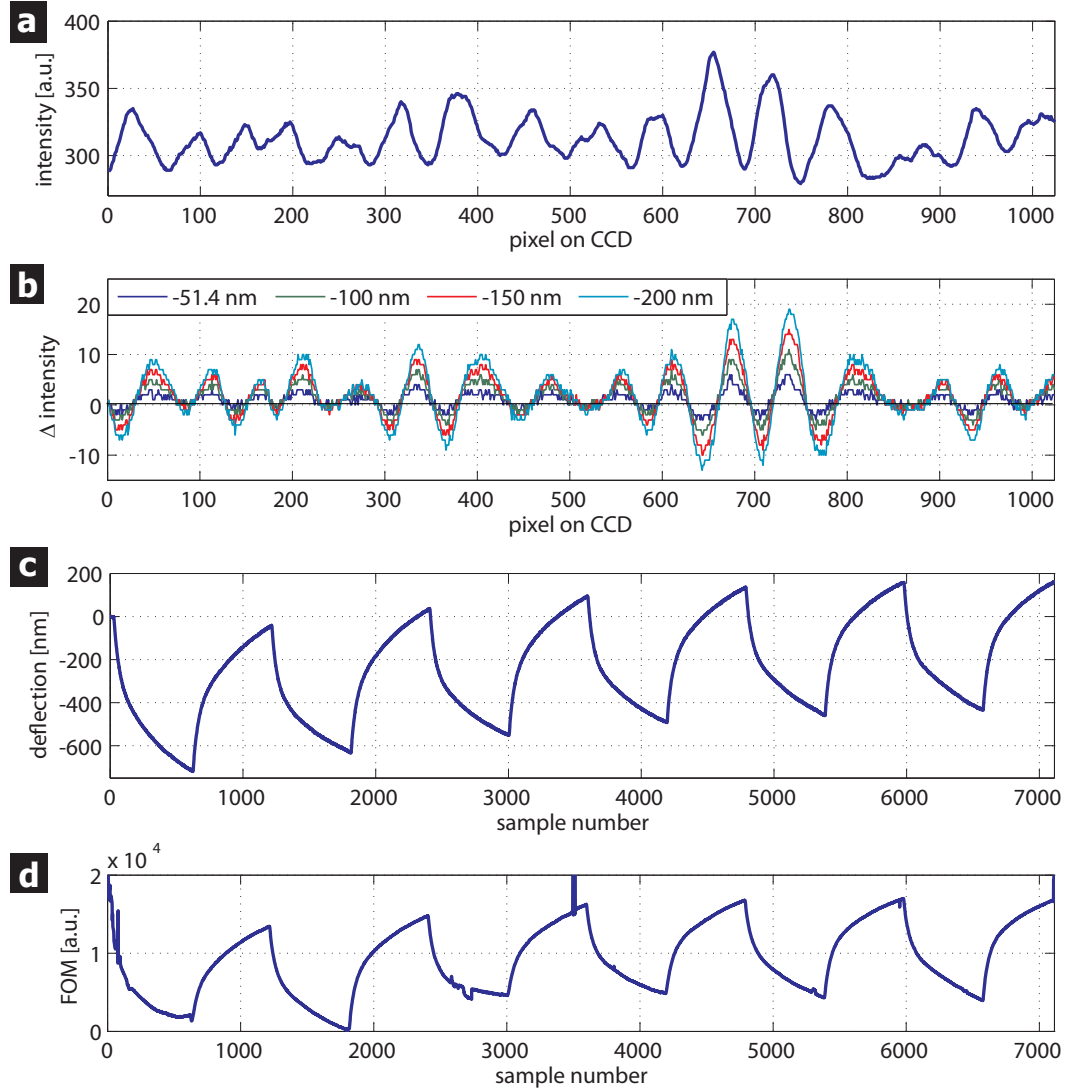 a
400
350
300
intensity [a.u.]
0 100 200 300 400 500 600 700 800 900 1000
pixel on CCD
b
-51.4 nm -100 nm -150 nm -200 nm
20
10
0
-10
Δ intensity
0 100 200 300 400 500 600 700 800 900 1000
pixel on CCD
c
200
0
-200
-400
-600
deflection [nm]
0 1000 2000 3000 4000 5000 6000 7000
sample number
d
x 10 4
2
1
0
FOM [a.u.]
0 1000 2000 3000 4000 5000 6000 7000
sample number